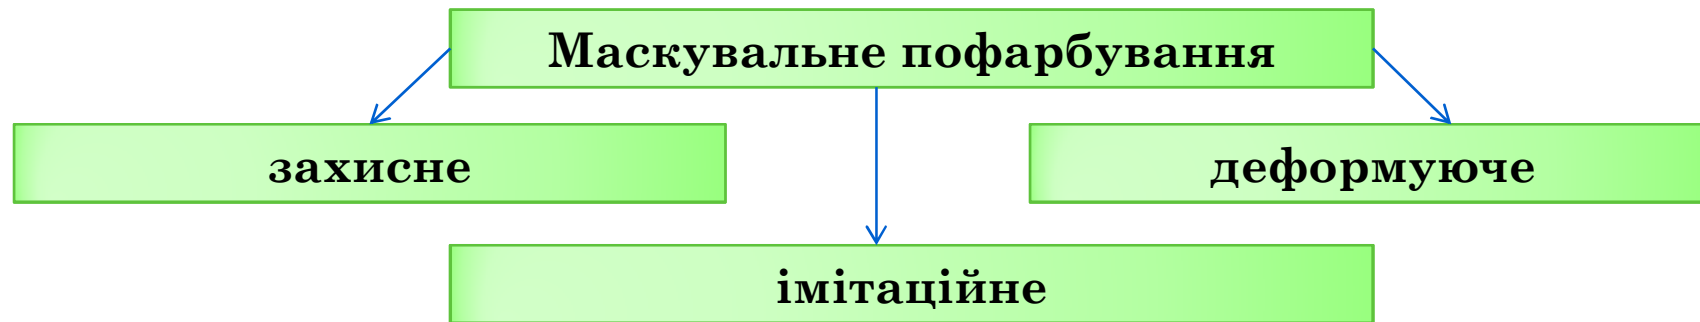 Маскувальне пофарбування
захисне
деформуюче
імітаційне